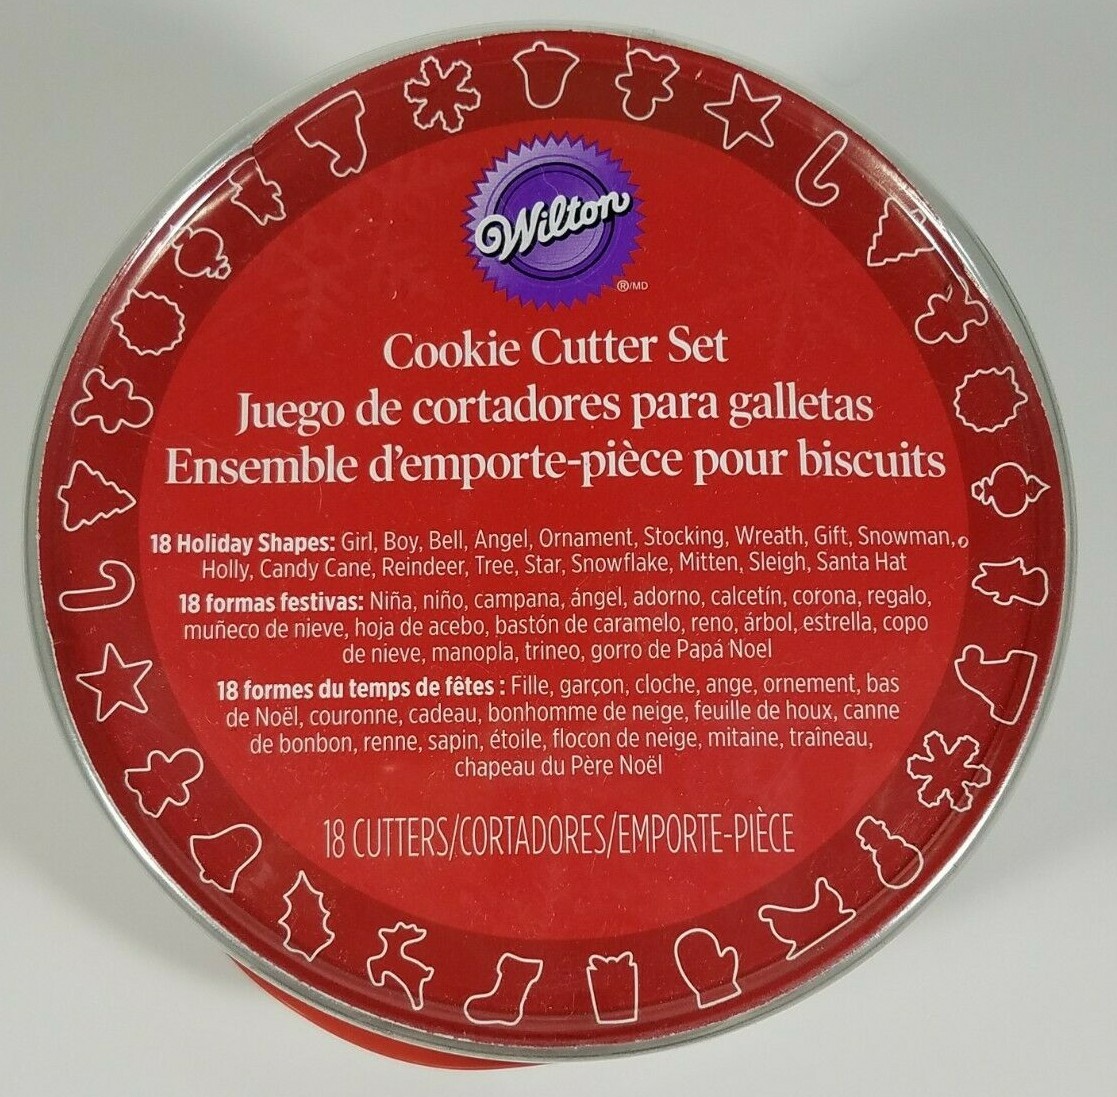 Wilton
®/MD
Cookie Cutter Set
Juego de cortadores para galletas
Ensemble d'emporte-pièce pour biscuits
18 Holiday Shapes: Girl, Boy, Bell, Angel, Ornament, Stocking, Wreath, Gift, Snowman,
Holly, Candy Cane, Reindeer, Tree, Star, Snowflake, Mitten, Sleigh, Santa Hat
18 formas festivas: Niña, niño, campana, ángel, adorno, calcetín, corona, regalo,
muñeco de nieve, hoja de acebo, bastón de caramelo, reno, árbol, estrella, copo
de nieve, manopla, trineo, gorro de Papá Noel
18 formes du temps de fêtes : Fille, garçon, cloche, ange, ornement, bas
de Noël, couronne, cadeau, bonhomme de neige, feuille de houx, canne
de bonbon, renne, sapin, étoile, flocon de neige, mitaine, traîneau,
chapeau du Père Noël
18 CUTTERS/CORTADORES/EMPORTE-PIÈCE